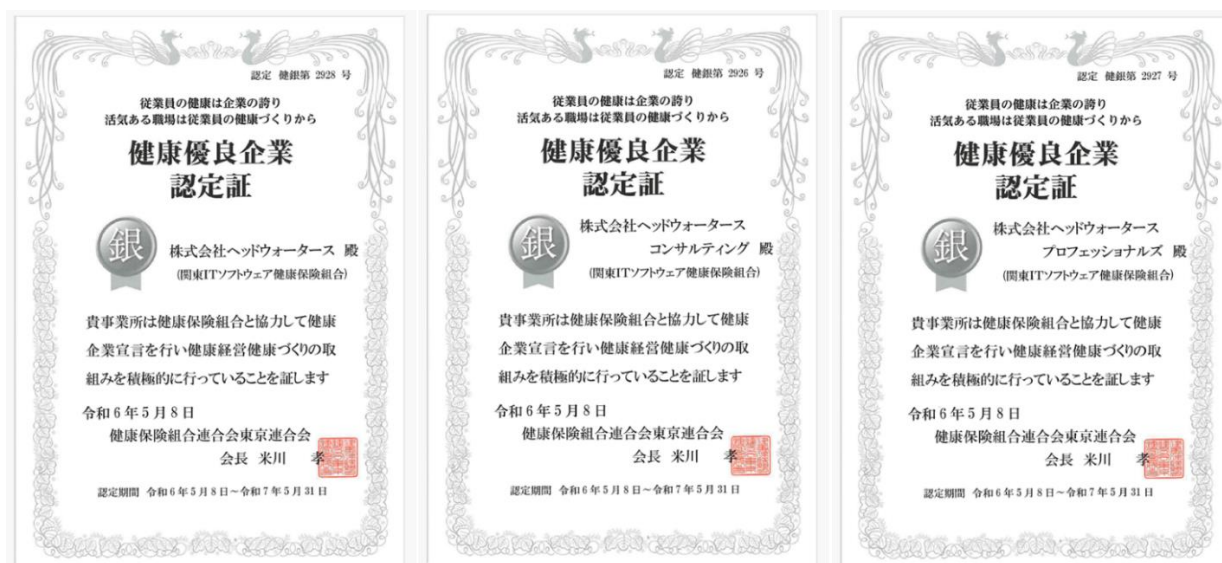 認定 健銀第 2928 号
従業員の健康は企業の誇り
活気ある職場は従業員の健康づくりから
健康優良企業
認定証
銀
株式会社ヘッドウォータース 殿
(関東ITソフトウェア健康保険組合)
貴事業所は健康保険組合と協力して健康
企業宣言を行い健康経営健康づくりの取
組みを積極的に行っていることを証します
令和6年5月8日
健康保険組合連合会東京連合会
会長 米川 孝
認定期間 令和6年5月8日~令和7年5月31日
認定 健銀第 2926 号
従業員の健康は企業の誇り
活気ある職場は従業員の健康づくりから
健康優良企業
認定証
銀
株式会社ヘッドウォータース
コンサルティング 殿
(関東ITソフトウェア健康保険組合)
貴事業所は健康保険組合と協力して健康
企業宣言を行い健康経営健康づくりの取
組みを積極的に行っていることを証します
令和6年5月8日
健康保険組合連合会東京連合会
会長 米川 孝
認定期間 令和6年5月8日~令和7年5月31日
認定 健銀第 2927 号
従業員の健康は企業の誇り
活気ある職場は従業員の健康づくりから
健康優良企業
認定証
銀
株式会社ヘッドウォータース
プロフェッショナルズ 殿
(関東ITソフトウェア健康保険組合)
貴事業所は健康保険組合と協力して健康
企業宣言を行い健康経営健康づくりの取
組みを積極的に行っていることを証します
令和6年5月8日
健康保険組合連合会東京連合会
会長 米川 孝
認定期間 令和6年5月8日~令和7年5月31日